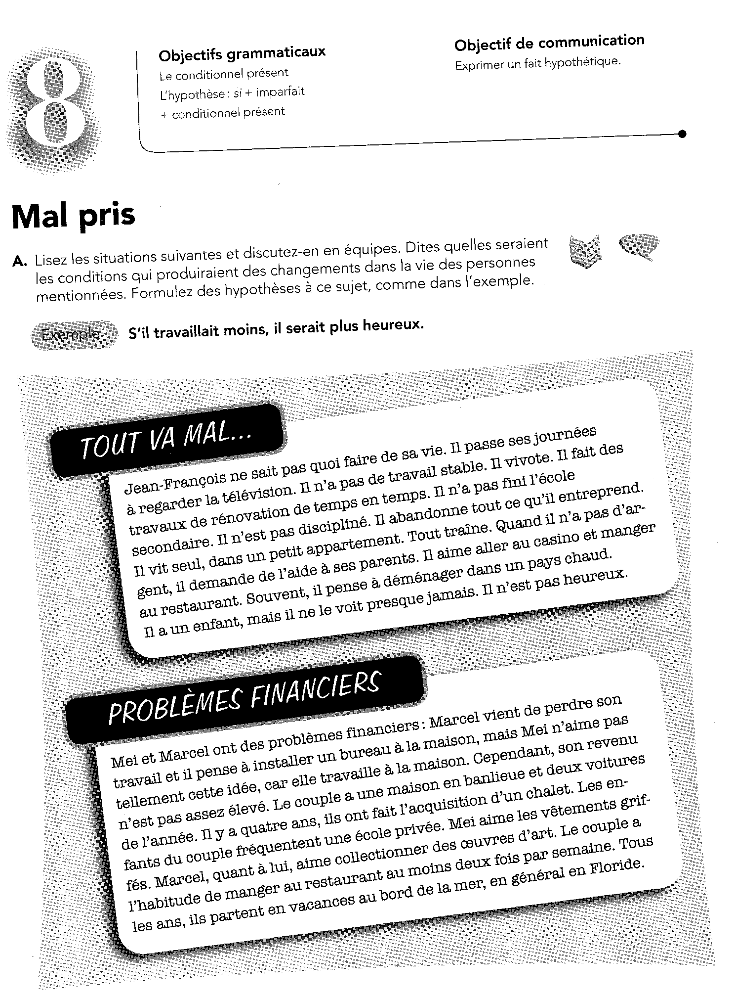 8
Objectifs grammaticaux
Le conditionnel présent
L'hypothèse : si + imparfait
+ conditionnel présent
Objectif de communication
Exprimer un fait hypothétique.
Mal pris
A. Lisez les situations suivantes et discutez-en en équipes. Dites quelles seraient
les conditions qui produiraient des changements dans la vie des personnes
mentionnées. Formulez des hypothèses à ce sujet, comme dans l'exemple.
Exemple S'il travaillait moins, il serait plus heureux.
TOUT VA MAL...
Jean-François ne sait pas quoi faire de sa vie. Il passe ses journées
à regarder la télévision. Il n'a pas de travail stable. Il vivote. Il fait des
travaux de rénovation de temps en temps. Il n'a pas fini l'école
secondaire. Il n'est pas discipliné. Il abandonne tout ce qu'il entreprend.
Il vit seul, dans un petit appartement. Tout traîne. Quand il n'a pas d'ar-
gent, il demande de l'aide à ses parents. Il aime aller au casino et manger
au restaurant. Souvent, il pense à déménager dans un pays chaud.
Il a un enfant, mais il ne le voit presque jamais. Il n'est pas heureux.
PROBLÈMES FINANCIERS
Mei et Marcel ont des problèmes financiers : Marcel vient de perdre son
travail et il pense à installer un bureau à la maison, mais Mei n'aime pas
tellement cette idée, car elle travaille à la maison. Cependant, son revenu
n'est pas assez élevé. Le couple a une maison en banlieue et deux voitures
de l'année. Il y a quatre ans, ils ont fait l'acquisition d'un chalet. Les en-
fants du couple fréquentent une école privée. Mei aime les vêtements grif-
fés. Marcel, quant à lui, aime collectionner des œuvres d'art. Le couple a
l'habitude de manger au restaurant au moins deux fois par semaine. Tous
les ans, ils partent en vacances au bord de la mer, en général en Floride.